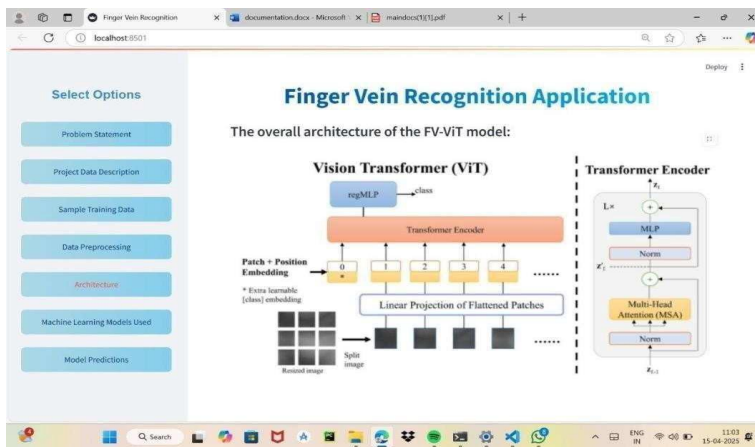 Finger Vein Recognition
documentation.docx - Microsoft
maindocs[1][1].pdf
localhost:8501
Deploy
Select Options
Problem Statement
Project Data Description
Sample Training Data
Data Preprocessing
Architecture
Machine Learning Models Used
Model Predictions
Finger Vein Recognition Application
The overall architecture of the FV-ViT model:
Vision Transformer (ViT)
regMLP
class
Transformer Encoder
Patch + Position
Embedding
0 1 2 3 4 ......
*
* Extra learnable
[class] embedding
Linear Projection of Flattened Patches
Resized image
Split
image
......
Transformer Encoder
L×
+
MLP
Norm
+
Multi-Head
Attention (MSA)
Norm
Search
ENG
IN
11:03
15-04-2025